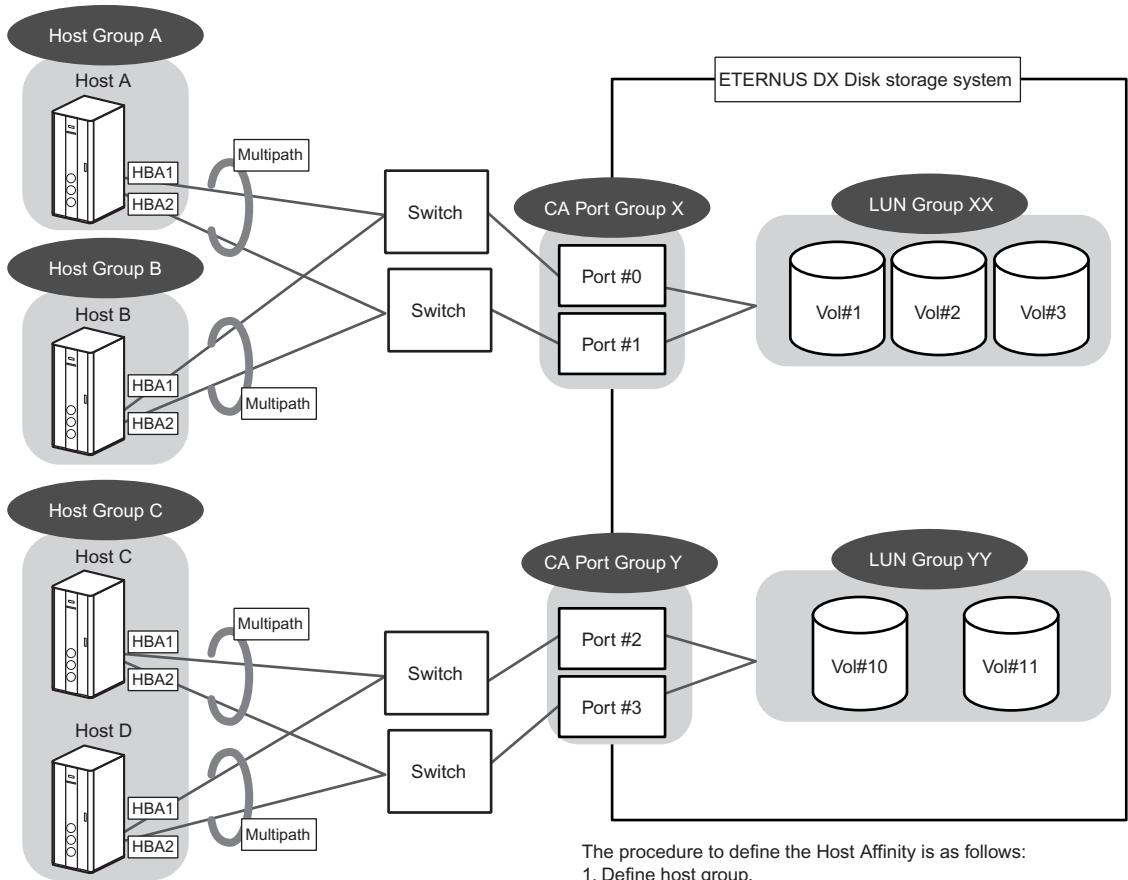 Host Group A
Host A
HBA1
HBA2
Multipath
Host Group B
Host B
HBA1
HBA2
Multipath
Switch
Switch
ETERNUS DX Disk storage system
CA Port Group X
Port #0
Port #1
LUN Group XX
Vol#1
Vol#2
Vol#3
Host Group C
Host C
HBA1
HBA2
Multipath
Host D
HBA1
HBA2
Multipath
Switch
Switch
CA Port Group Y
Port #2
Port #3
LUN Group YY
Vol#10
Vol#11
The procedure to define the Host Affinity is as follows:
1. Define host group.